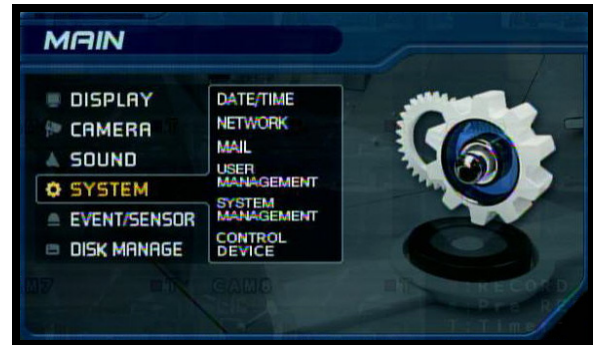 MAIN
DISPLAY
CAMERA
SOUND
SYSTEM
EVENT/SENSOR
DISK MANAGE
DATE/TIME
NETWORK
MAIL
USER
MANAGEMENT
SYSTEM
MANAGEMENT
CONTROL
DEVICE
RECORD